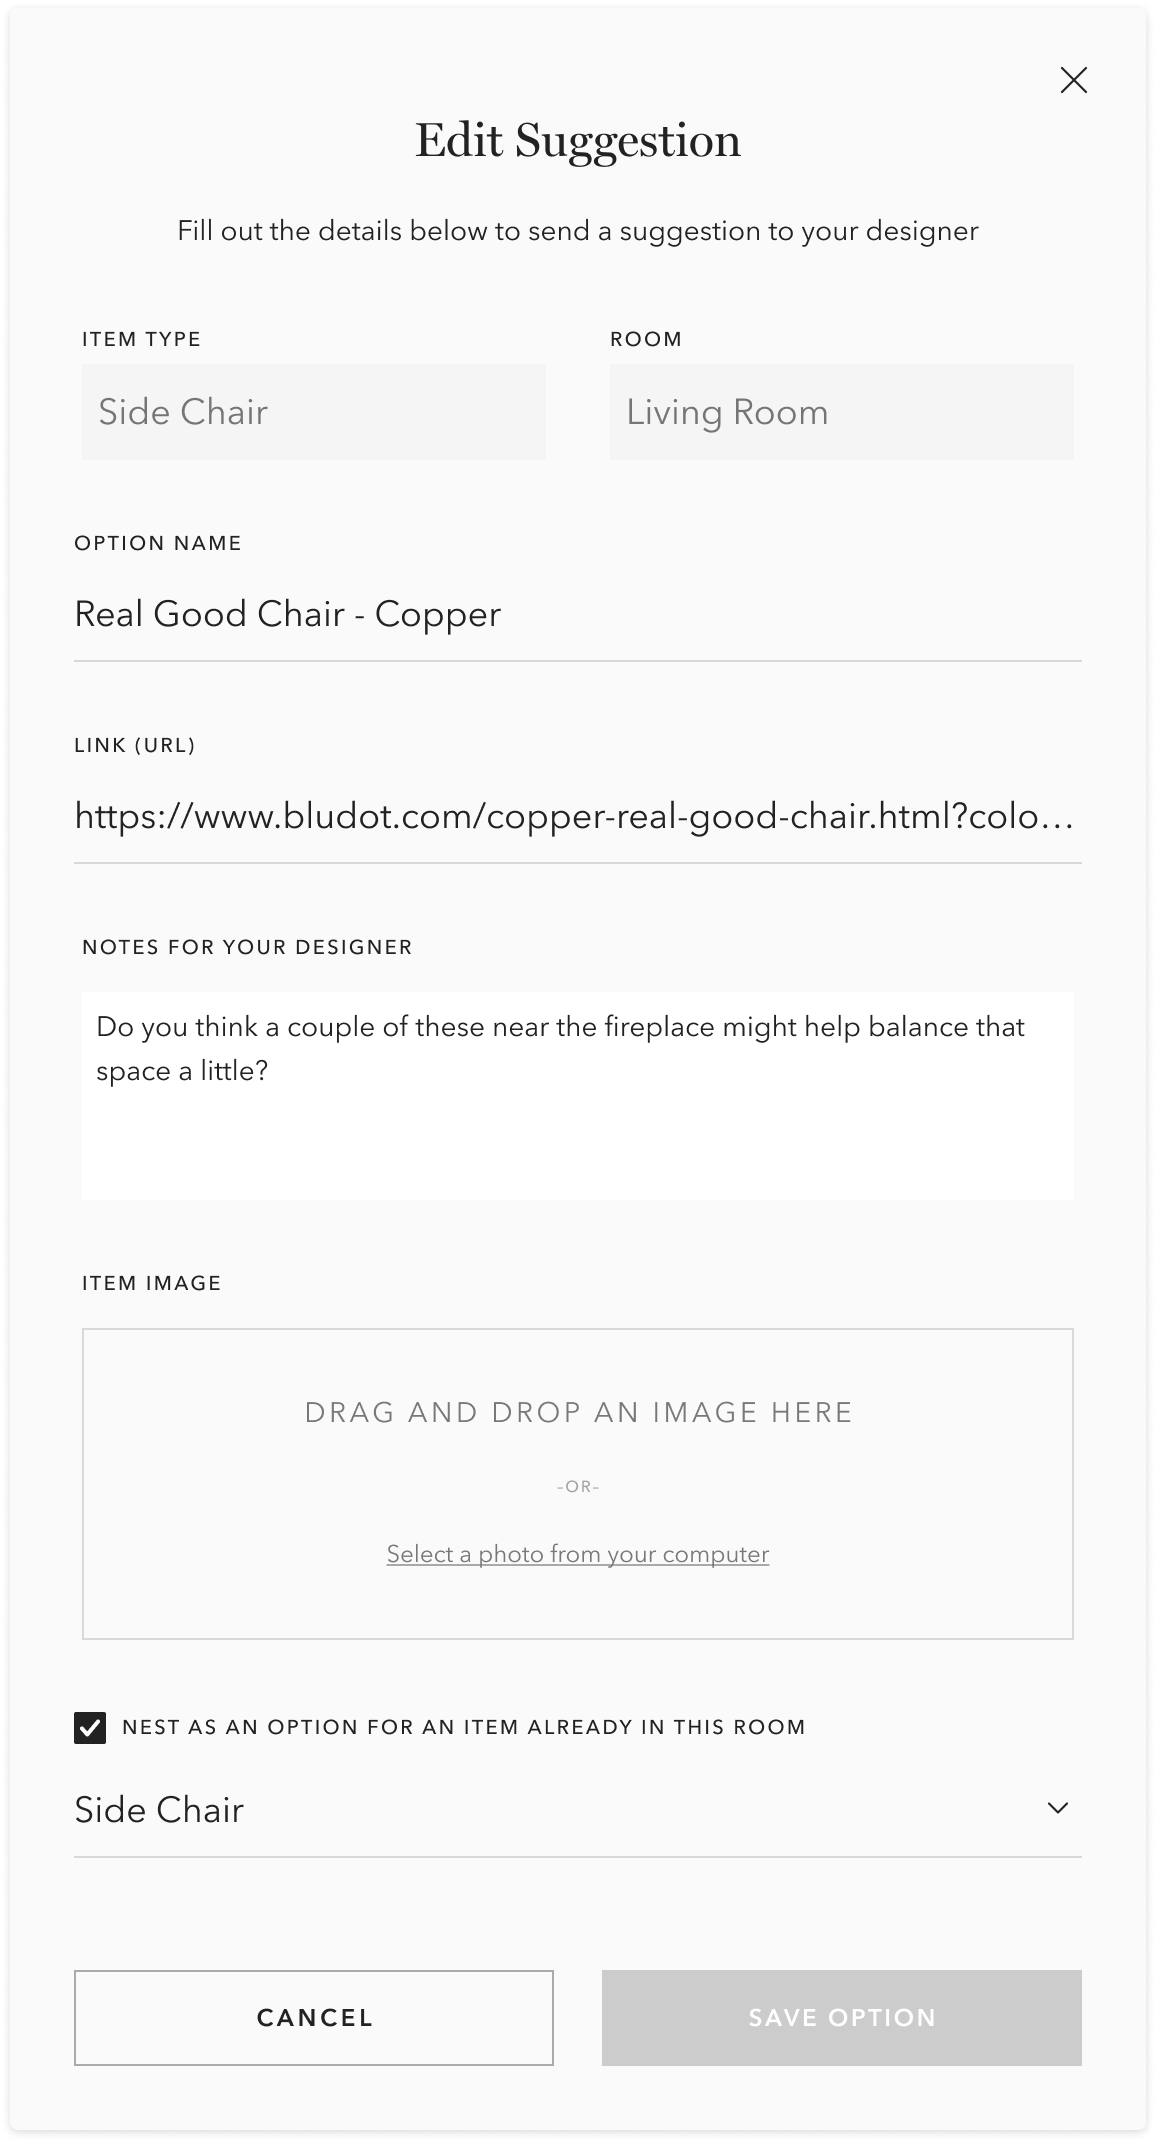 Edit Suggestion
Fill out the details below to send a suggestion to your designer
ITEM TYPE
ROOM
Side Chair
Living Room
OPTION NAME
Real Good Chair - Copper
LINK (URL)
https://www.bludot.com/copper-real-good-chair.html?colo...
NOTES FOR YOUR DESIGNER
Do you think a couple of these near the fireplace might help balance that
space a little?
ITEM IMAGE
DRAG AND DROP AN IMAGE HERE
-OR-
Select a photo from your computer
NEST AS AN OPTION FOR AN ITEM ALREADY IN THIS ROOM
Side Chair
CANCEL
SAVE OPTION